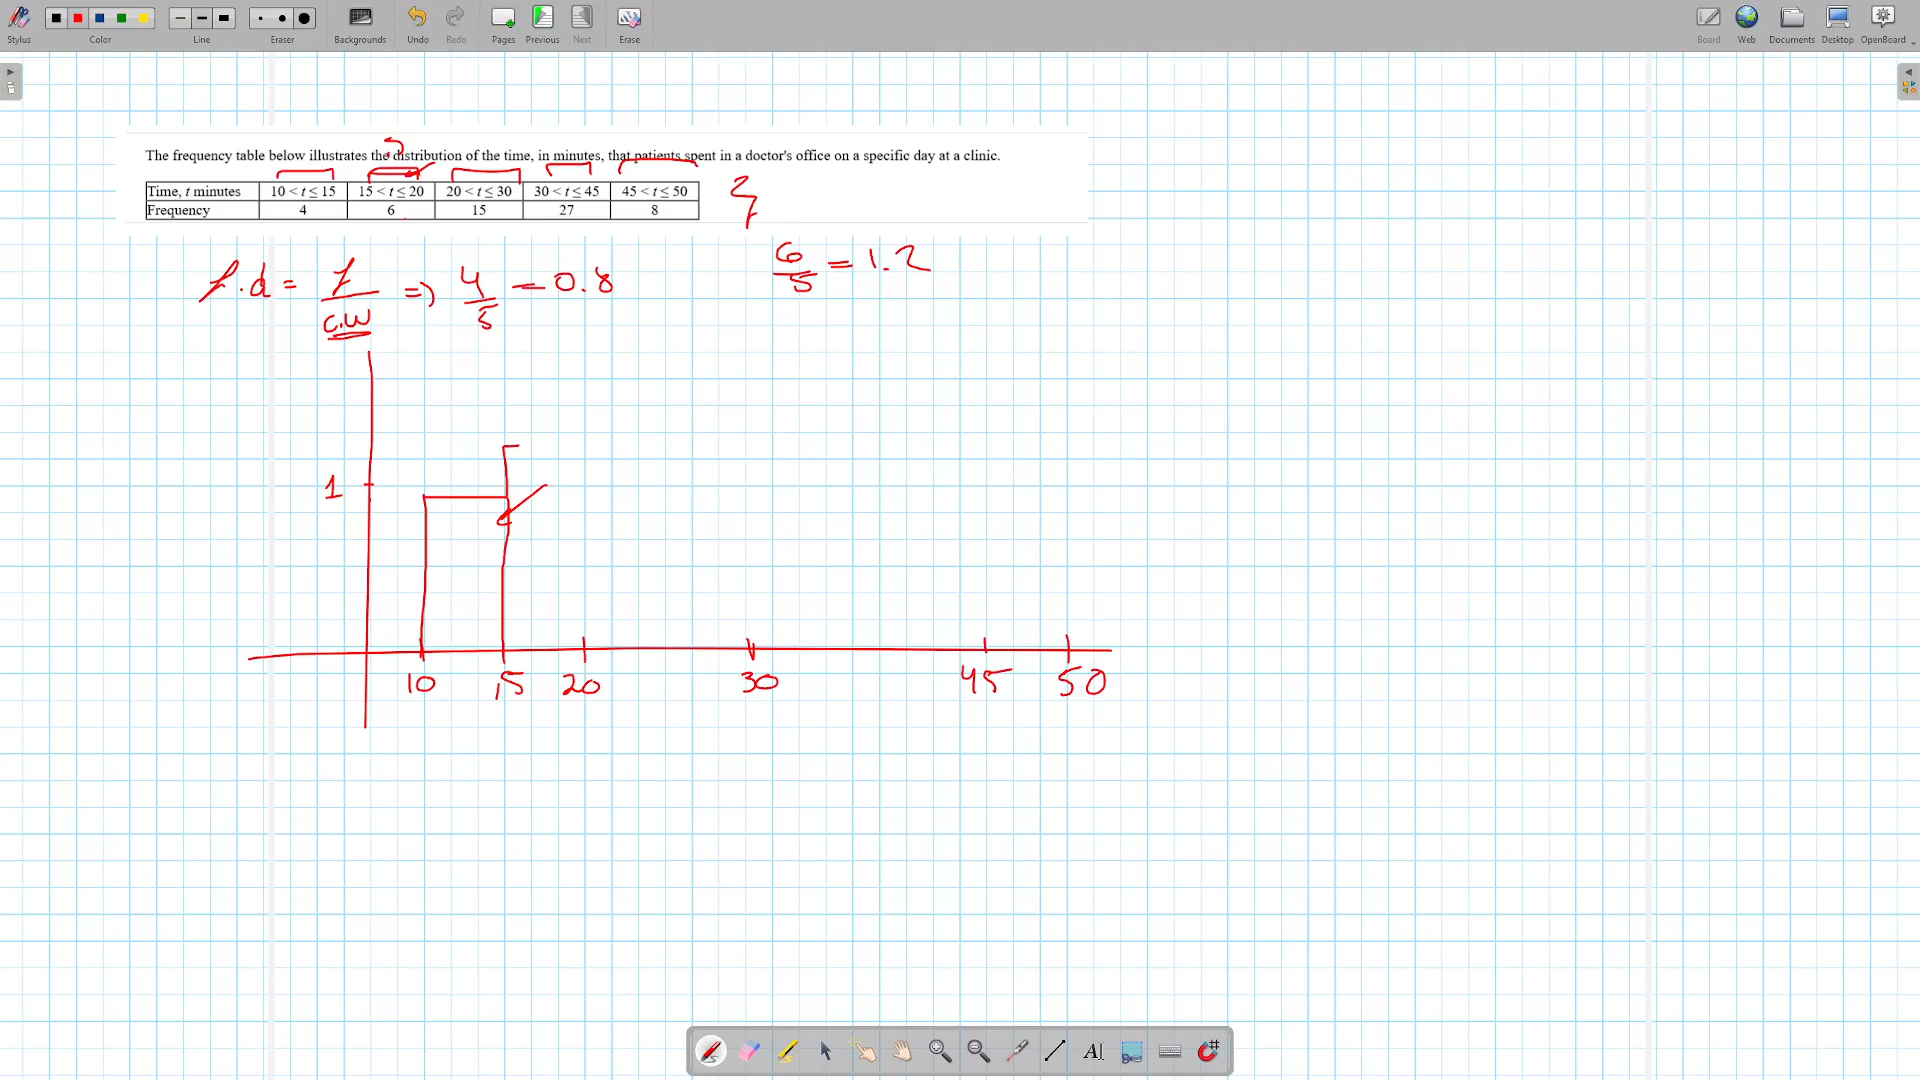 Stylus Color Line Eraser Backgrounds Undo Redo Pages Previous Next Erase Board Web Documents Desktop OpenBoard
The frequency table below illustrates the distribution of the time, in minutes, that patients spent in a doctor's office on a specific day at a clinic.
Time, t minutes 10 < t ≤ 15 15 < t ≤ 20 20 < t ≤ 30 30 < t ≤ 45 45 < t ≤ 50
Frequency 4 6 15 27 8
6/5 = 1.2
f.d = f/c.w => 4/5 = 0.8
1
10 15 20 30 45 50